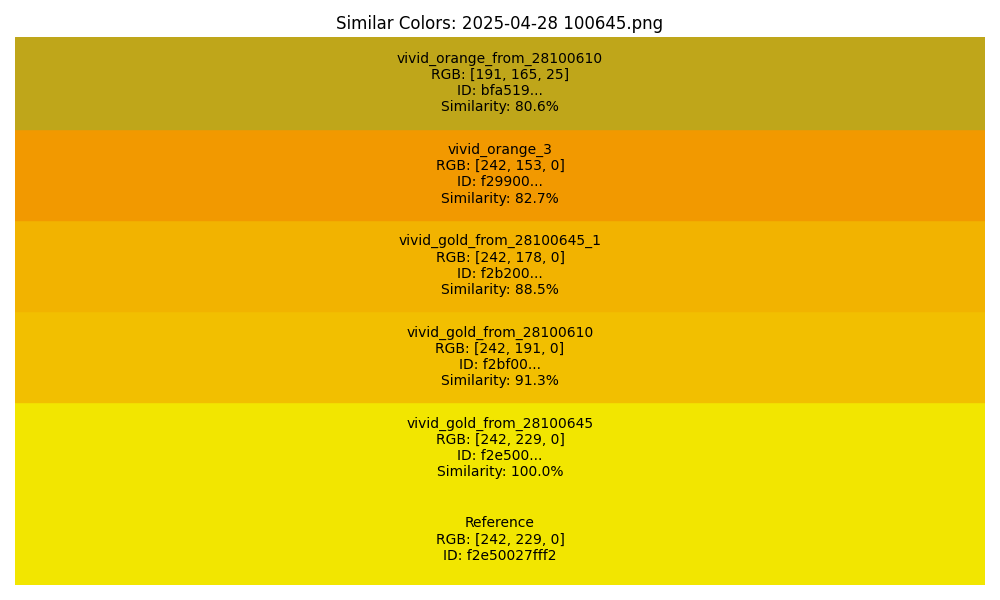 Similar Colors: 2025-04-28 100645.png
vivid_orange_from_28100610
RGB: [191, 165, 25]
ID: bfa519...
Similarity: 80.6%
vivid_orange_3
RGB: [242, 153, 0]
ID: f29900...
Similarity: 82.7%
vivid_gold_from_28100645_1
RGB: [242, 178, 0]
ID: f2b200...
Similarity: 88.5%
vivid_gold_from_28100610
RGB: [242, 191, 0]
ID: f2bf00...
Similarity: 91.3%
vivid_gold_from_28100645
RGB: [242, 229, 0]
ID: f2e500...
Similarity: 100.0%
Reference
RGB: [242, 229, 0]
ID: f2e50027fff2